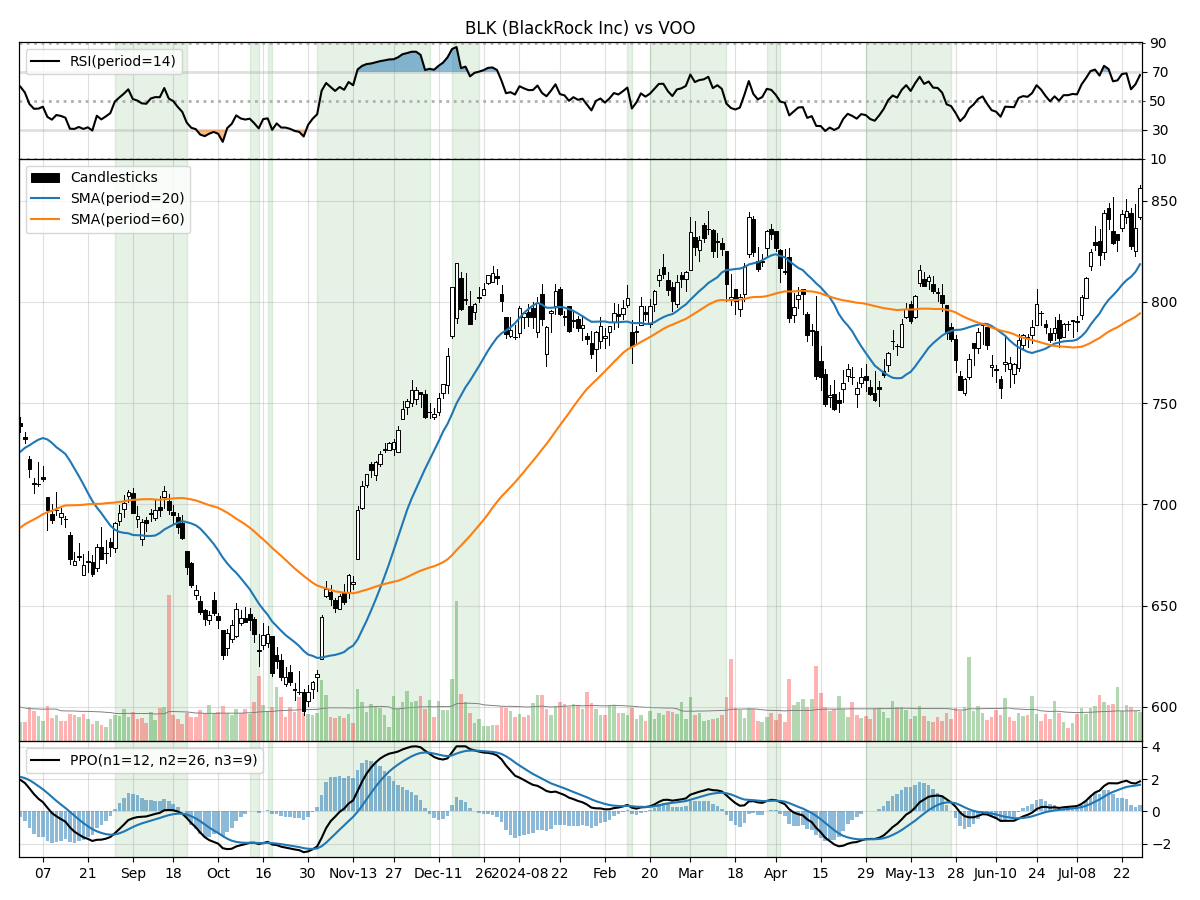 BLK (BlackRock Inc) vs VOO
RSI(period=14)
90
70
50
30
10
Candlesticks
SMA(period=20)
SMA(period=60)
850
800
750
700
650
600
PPO(n1=12, n2=26, n3=9)
4
2
0
−2
07 21 Sep 18 Oct 16 30 Nov-13 27 Dec-11 26 2024-08 22 Feb 20 Mar 18 Apr 15 29 May-13 28 Jun-10 24 Jul-08 22